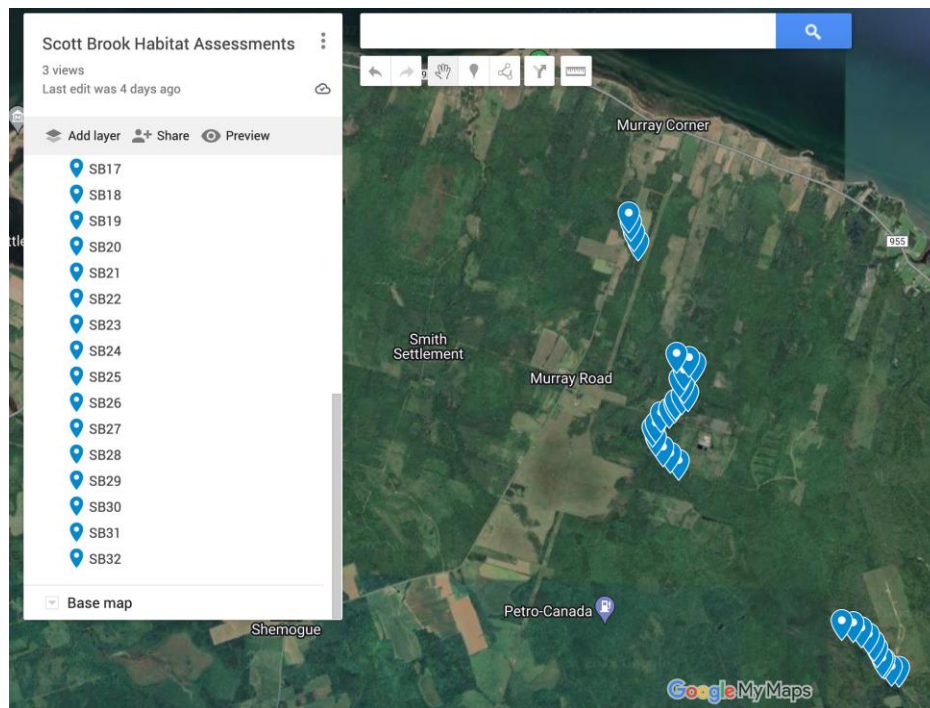 Scott Brook Habitat Assessments
3 views
Last edit was 4 days ago
Add layer Share Preview
SB17
SB18
SB19
SB20
SB21
SB22
SB23
SB24
SB25
SB26
SB27
SB28
SB29
SB30
SB31
SB32
Base map
Murray Corner
955
Smith
Settlement
Murray Road
Petro-Canada
Shemogue
Google My Maps